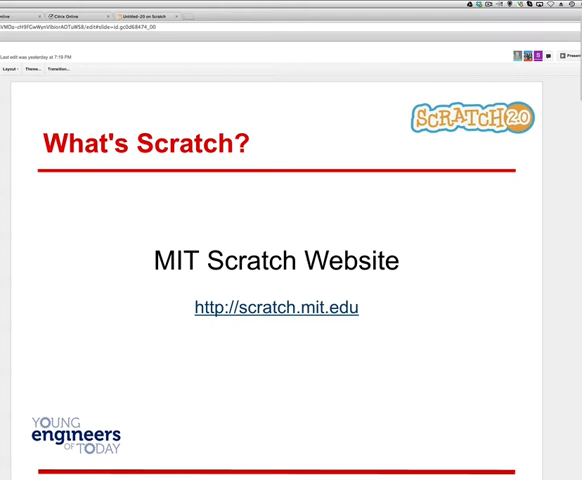 Citrix Online
Untitled-20 on Scratch
Last edit was yesterday at 7:19 PM
Present
Layout
Theme...
Transition...
SCRATCH 2.0
What's Scratch?
MIT Scratch Website
http://scratch.mit.edu
YOUNG
engineers
OF TODAY